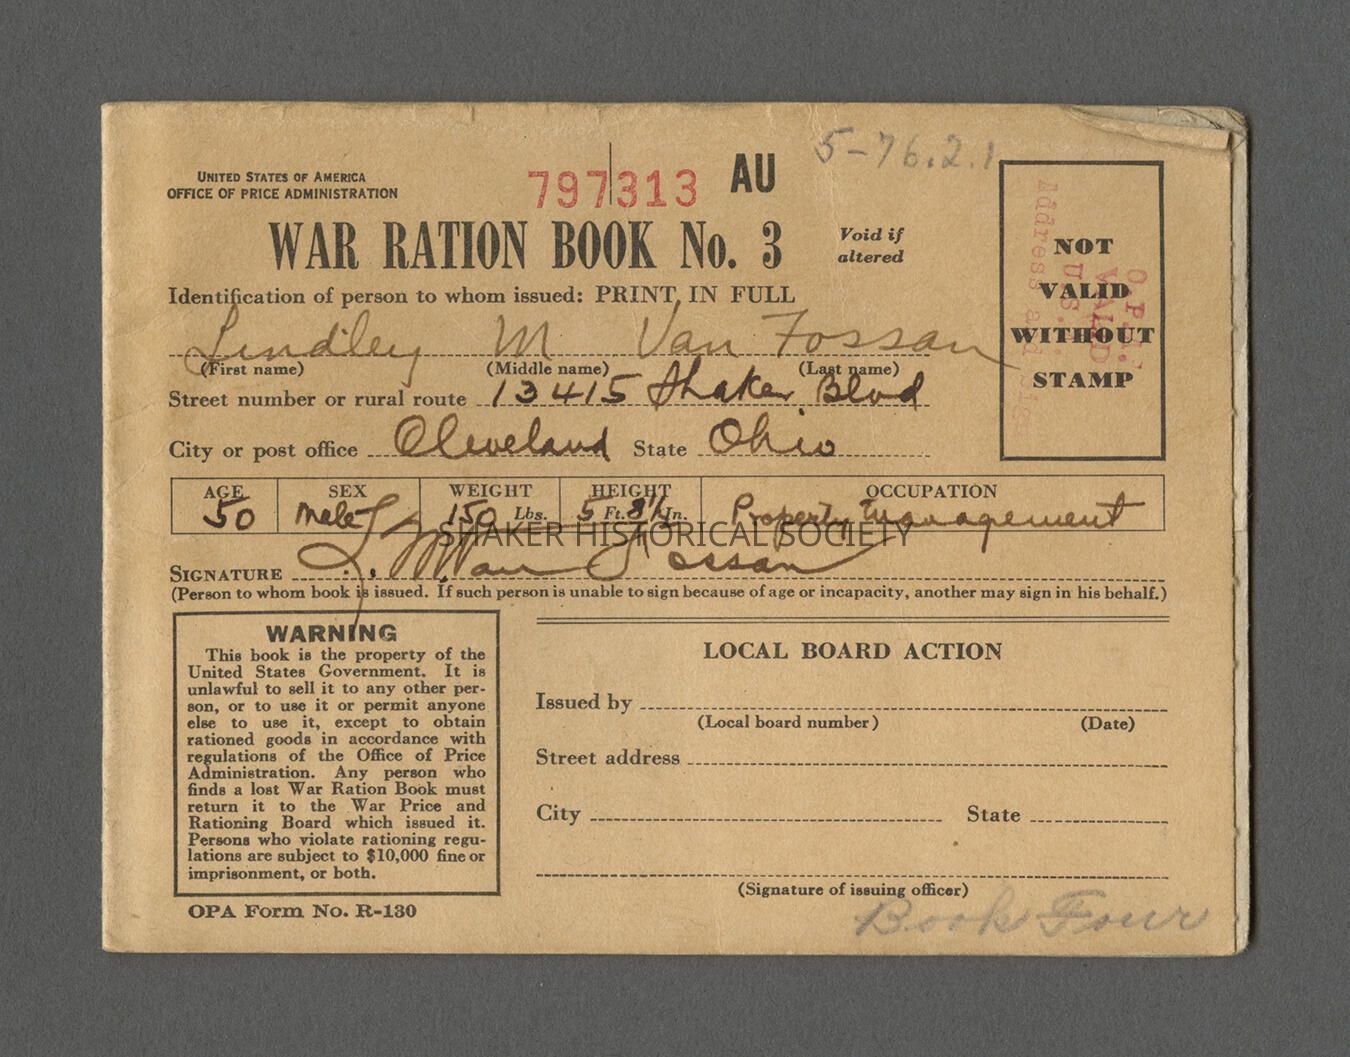 5-76.2.1
UNITED STATES OF AMERICA
OFFICE OF PRICE ADMINISTRATION
797313 AU
WAR RATION BOOK No. 3
Void if
altered
NOT
VALID
WITHOUT
STAMP
Identification of person to whom issued: PRINT IN FULL
Lindley M Van Fossan
(First name) (Middle name) (Last name)
Street number or rural route 13415 Shaker Blvd
City or post office Cleveland State Ohio
AGE SEX WEIGHT HEIGHT OCCUPATION
50 Male 150 Lbs. 5 Ft. 8½ In. Property Management
SHAKER HISTORICAL SOCIETY
SIGNATURE L. M. Van Fossan
(Person to whom book is issued. If such person is unable to sign because of age or incapacity, another may sign in his behalf.)
WARNING
This book is the property of the
United States Government. It is
unlawful to sell it to any other per-
son, or to use it or permit anyone
else to use it, except to obtain
rationed goods in accordance with
regulations of the Office of Price
Administration. Any person who
finds a lost War Ration Book must
return it to the War Price and
Rationing Board which issued it.
Persons who violate rationing regu-
lations are subject to $10,000 fine or
imprisonment, or both.
OPA Form No. R-130
LOCAL BOARD ACTION
Issued by
(Local board number) (Date)
Street address
City State
(Signature of issuing officer)
Book Four